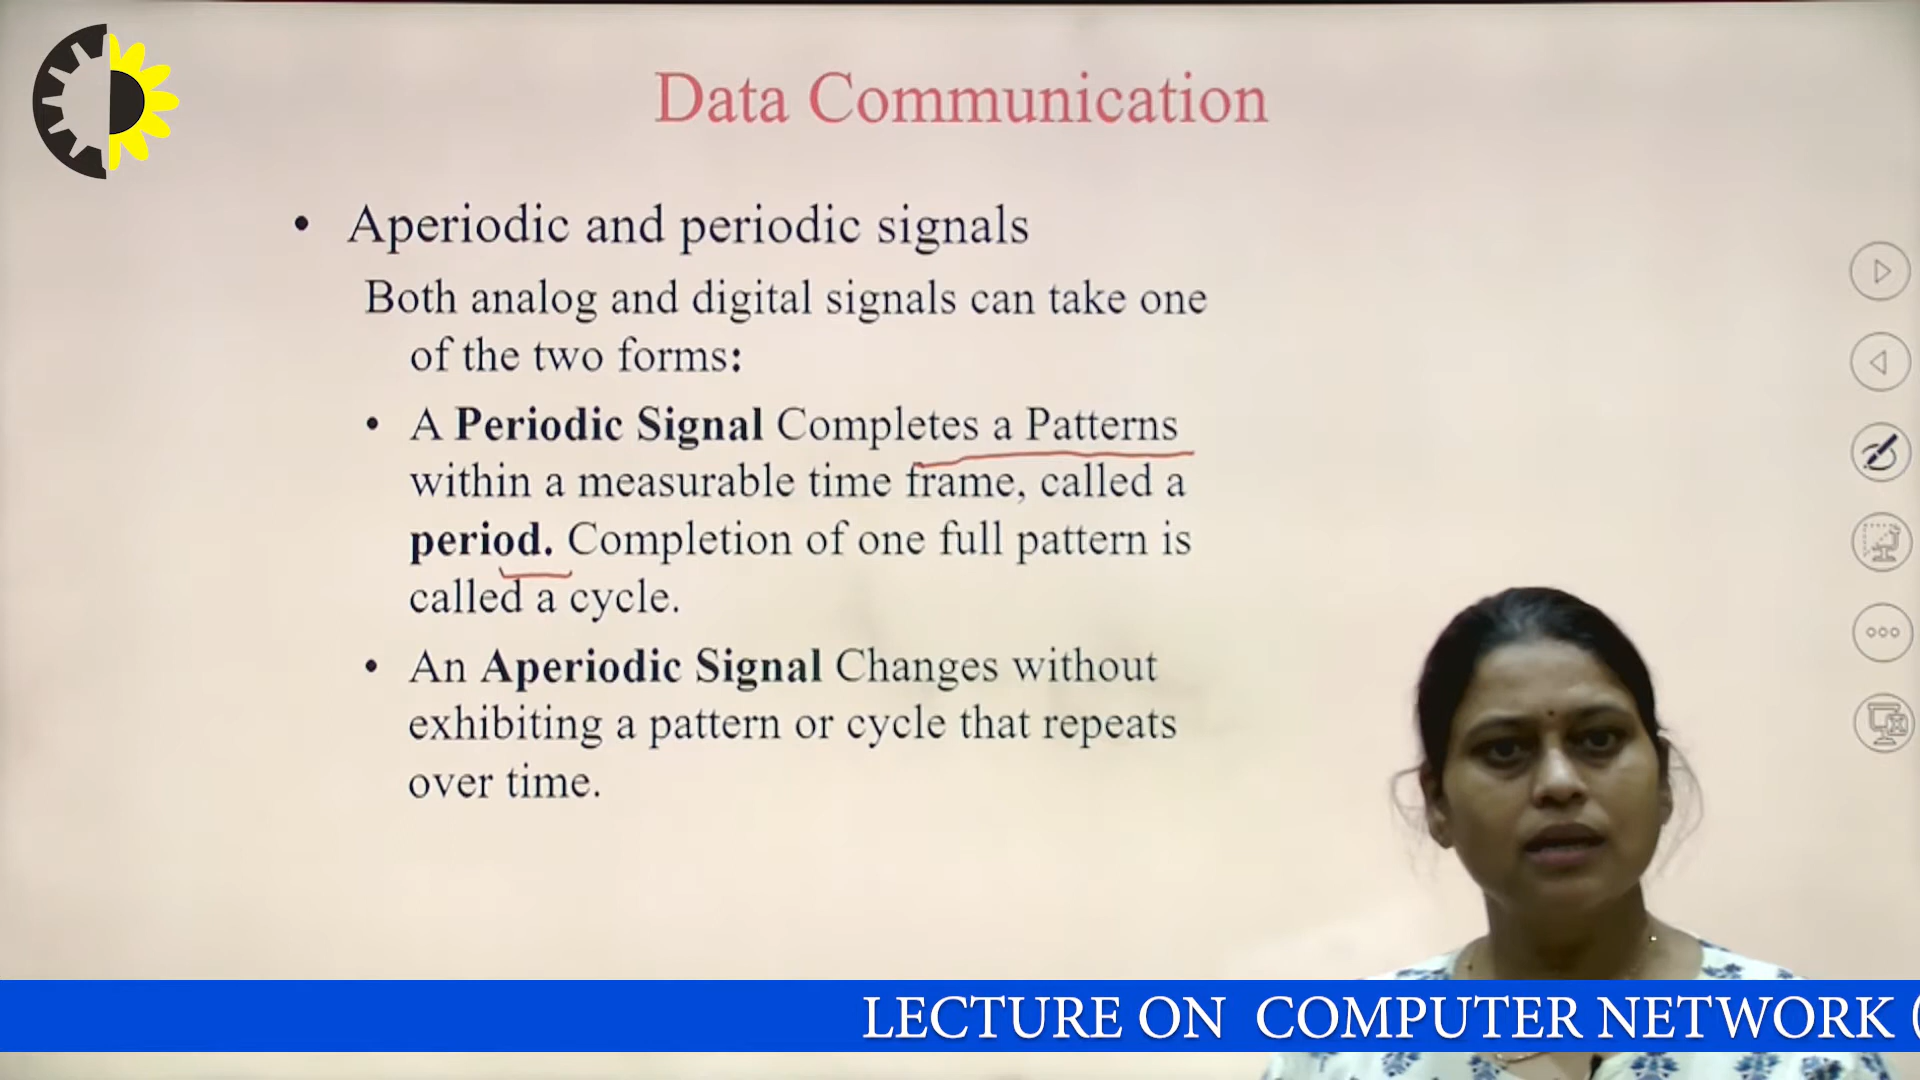 Data Communication
• Aperiodic and periodic signals
Both analog and digital signals can take one
of the two forms:
• A Periodic Signal Completes a Patterns
within a measurable time frame, called a
period. Completion of one full pattern is
called a cycle.
• An Aperiodic Signal Changes without
exhibiting a pattern or cycle that repeats
over time.
LECTURE ON COMPUTER NETWORK (